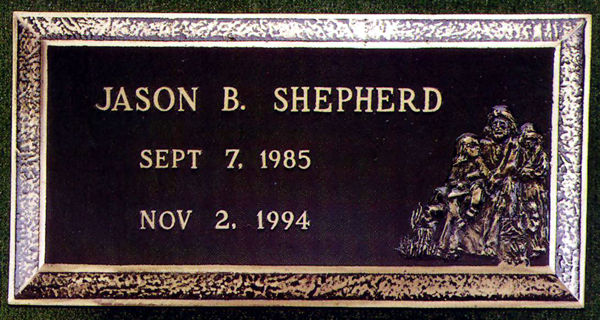 JASON B. SHEPHERD
SEPT 7, 1985
NOV 2, 1994